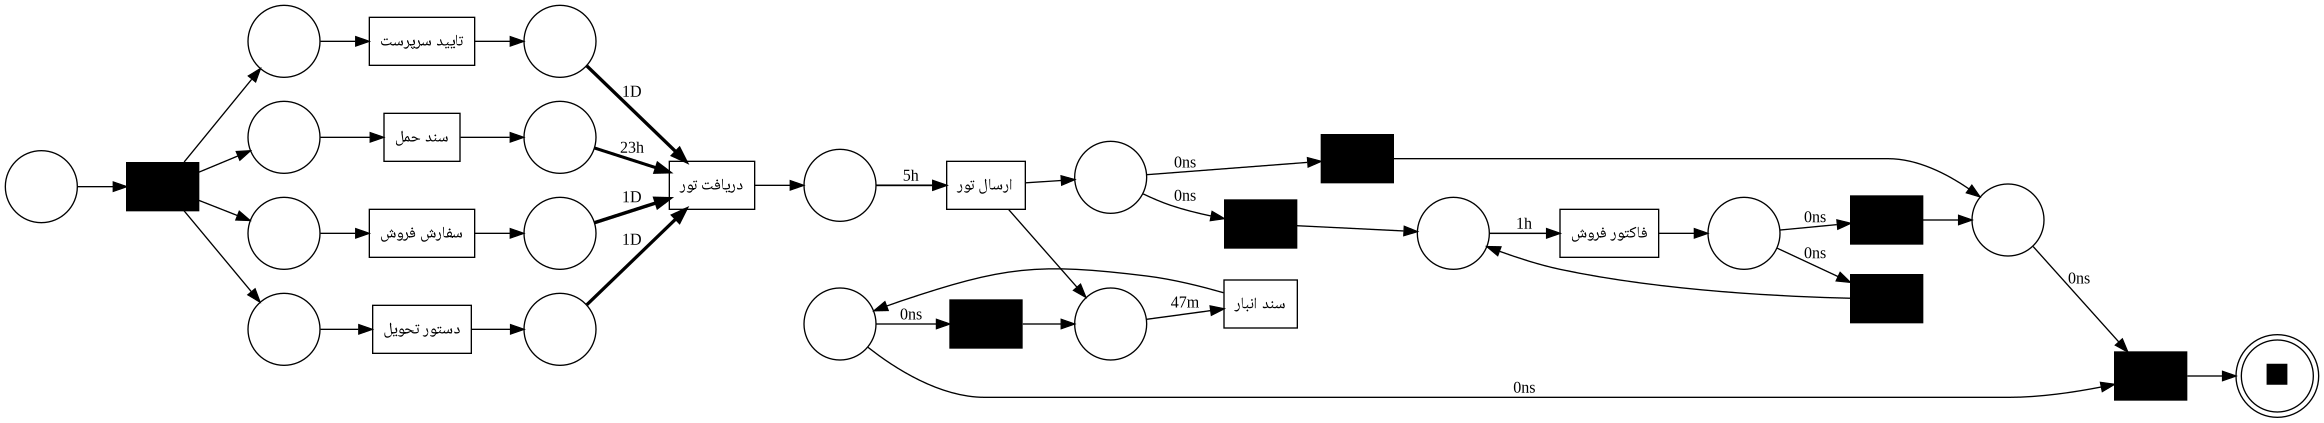 تایید سرپرست
1D
سند حمل
23h
سفارش فروش
1D
دستور تحویل
1D
دریافت تور
5h
ارسال تور
0ns
0ns
1h
فاکتور فروش
0ns
0ns
0ns
47m
سند انبار
0ns
0ns